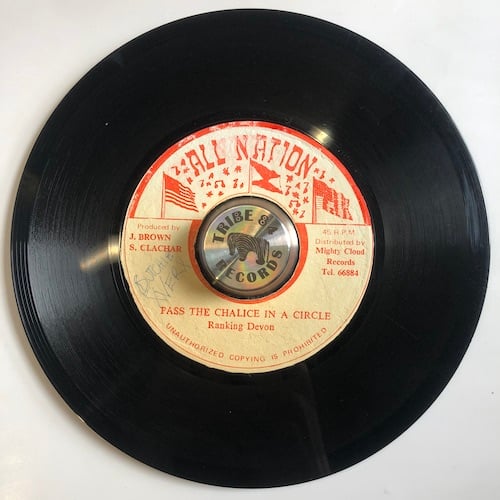 ALL NATION
Produced by
J. BROWN
S. CLACHAR
45 R.P.M.
Distributed by
Mighty Cloud
Records
Tel. 66884
TRIBE 84
RECORDS
PASS THE CHALICE IN A CIRCLE
Ranking Devon
UNAUTHORIZED COPYING IS PROHIBITED